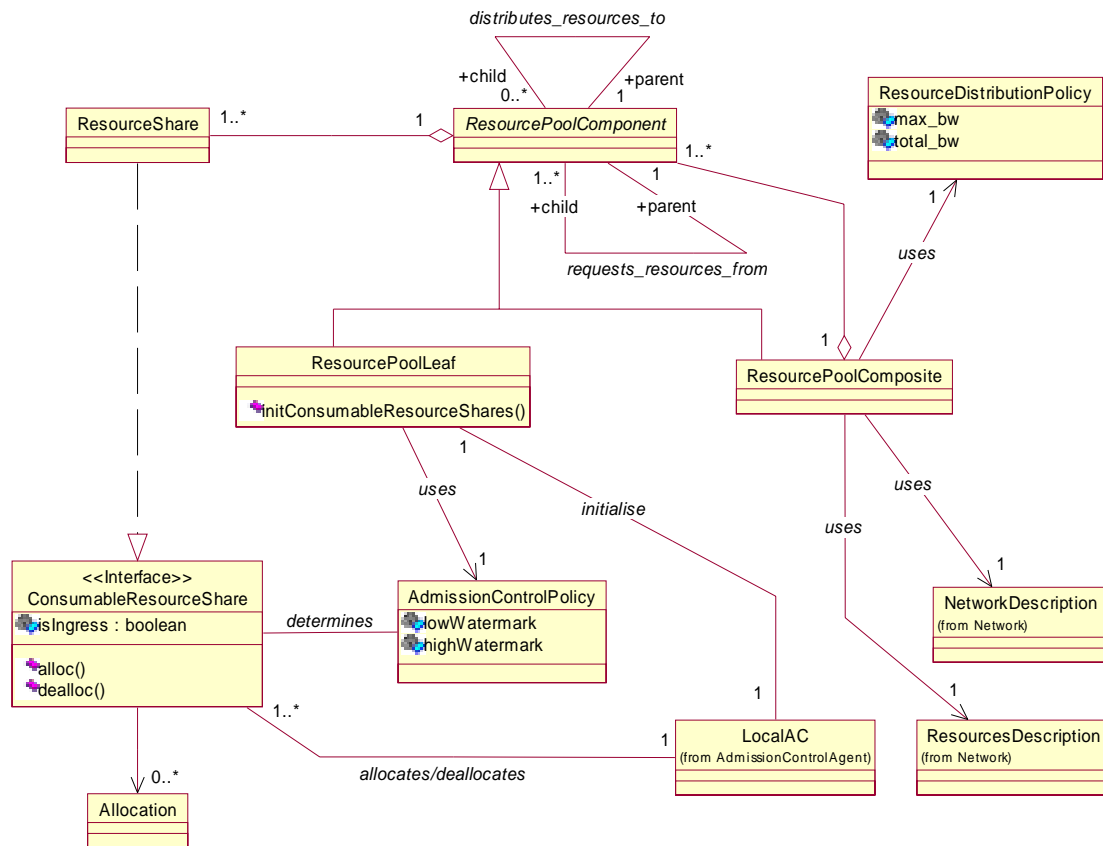 distributes_resources_to
+child
0..*
+parent
1
ResourceShare
1..*
1
ResourcePoolComponent
ResourceDistributionPolicy
max_bw
total_bw
1..*
1..*
+child
1
+parent
requests_resources_from
1
uses
ResourcePoolLeaf
initConsumableResourceShares()
1
ResourcePoolComposite
1
uses
initialise
uses
uses
<<Interface>>
ConsumableResourceShare
isIngress : boolean
alloc()
dealloc()
determines
1
AdmissionControlPolicy
lowWatermark
highWatermark
1
NetworkDescription
(from Network)
1..*
allocates/deallocates
1
1
LocalAC
(from AdmissionControlAgent)
1
ResourcesDescription
(from Network)
0..*
Allocation